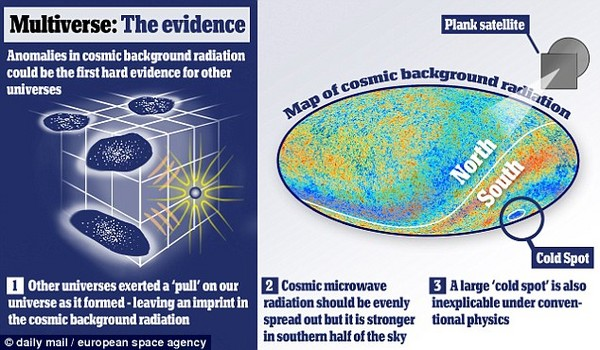 Multiverse: The evidence
Anomalies in cosmic background radiation
could be the first hard evidence for other
universes
1 Other universes exerted a ‘pull’ on our
universe as it formed - leaving an imprint in
the cosmic background radiation
© daily mail / european space agency
Plank satellite
Map of cosmic background radiation
North
South
Cold Spot
2 Cosmic microwave
radiation should be evenly
spread out but it is stronger
in southern half of the sky
3 A large ‘cold spot’ is also
inexplicable under conven-
tional physics